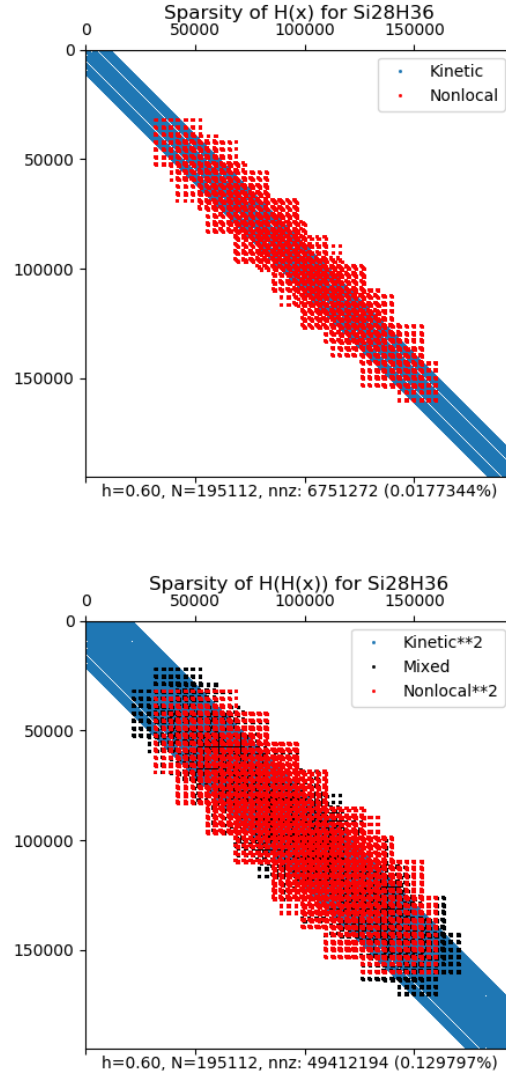 Sparsity of H(x) for Si28H36
0 50000 100000 150000
0
Kinetic
Nonlocal
50000
100000
150000
h=0.60, N=195112, nnz: 6751272 (0.0177344%)
Sparsity of H(H(x)) for Si28H36
0 50000 100000 150000
0
Kinetic**2
Mixed
Nonlocal**2
50000
100000
150000
h=0.60, N=195112, nnz: 49412194 (0.129797%)